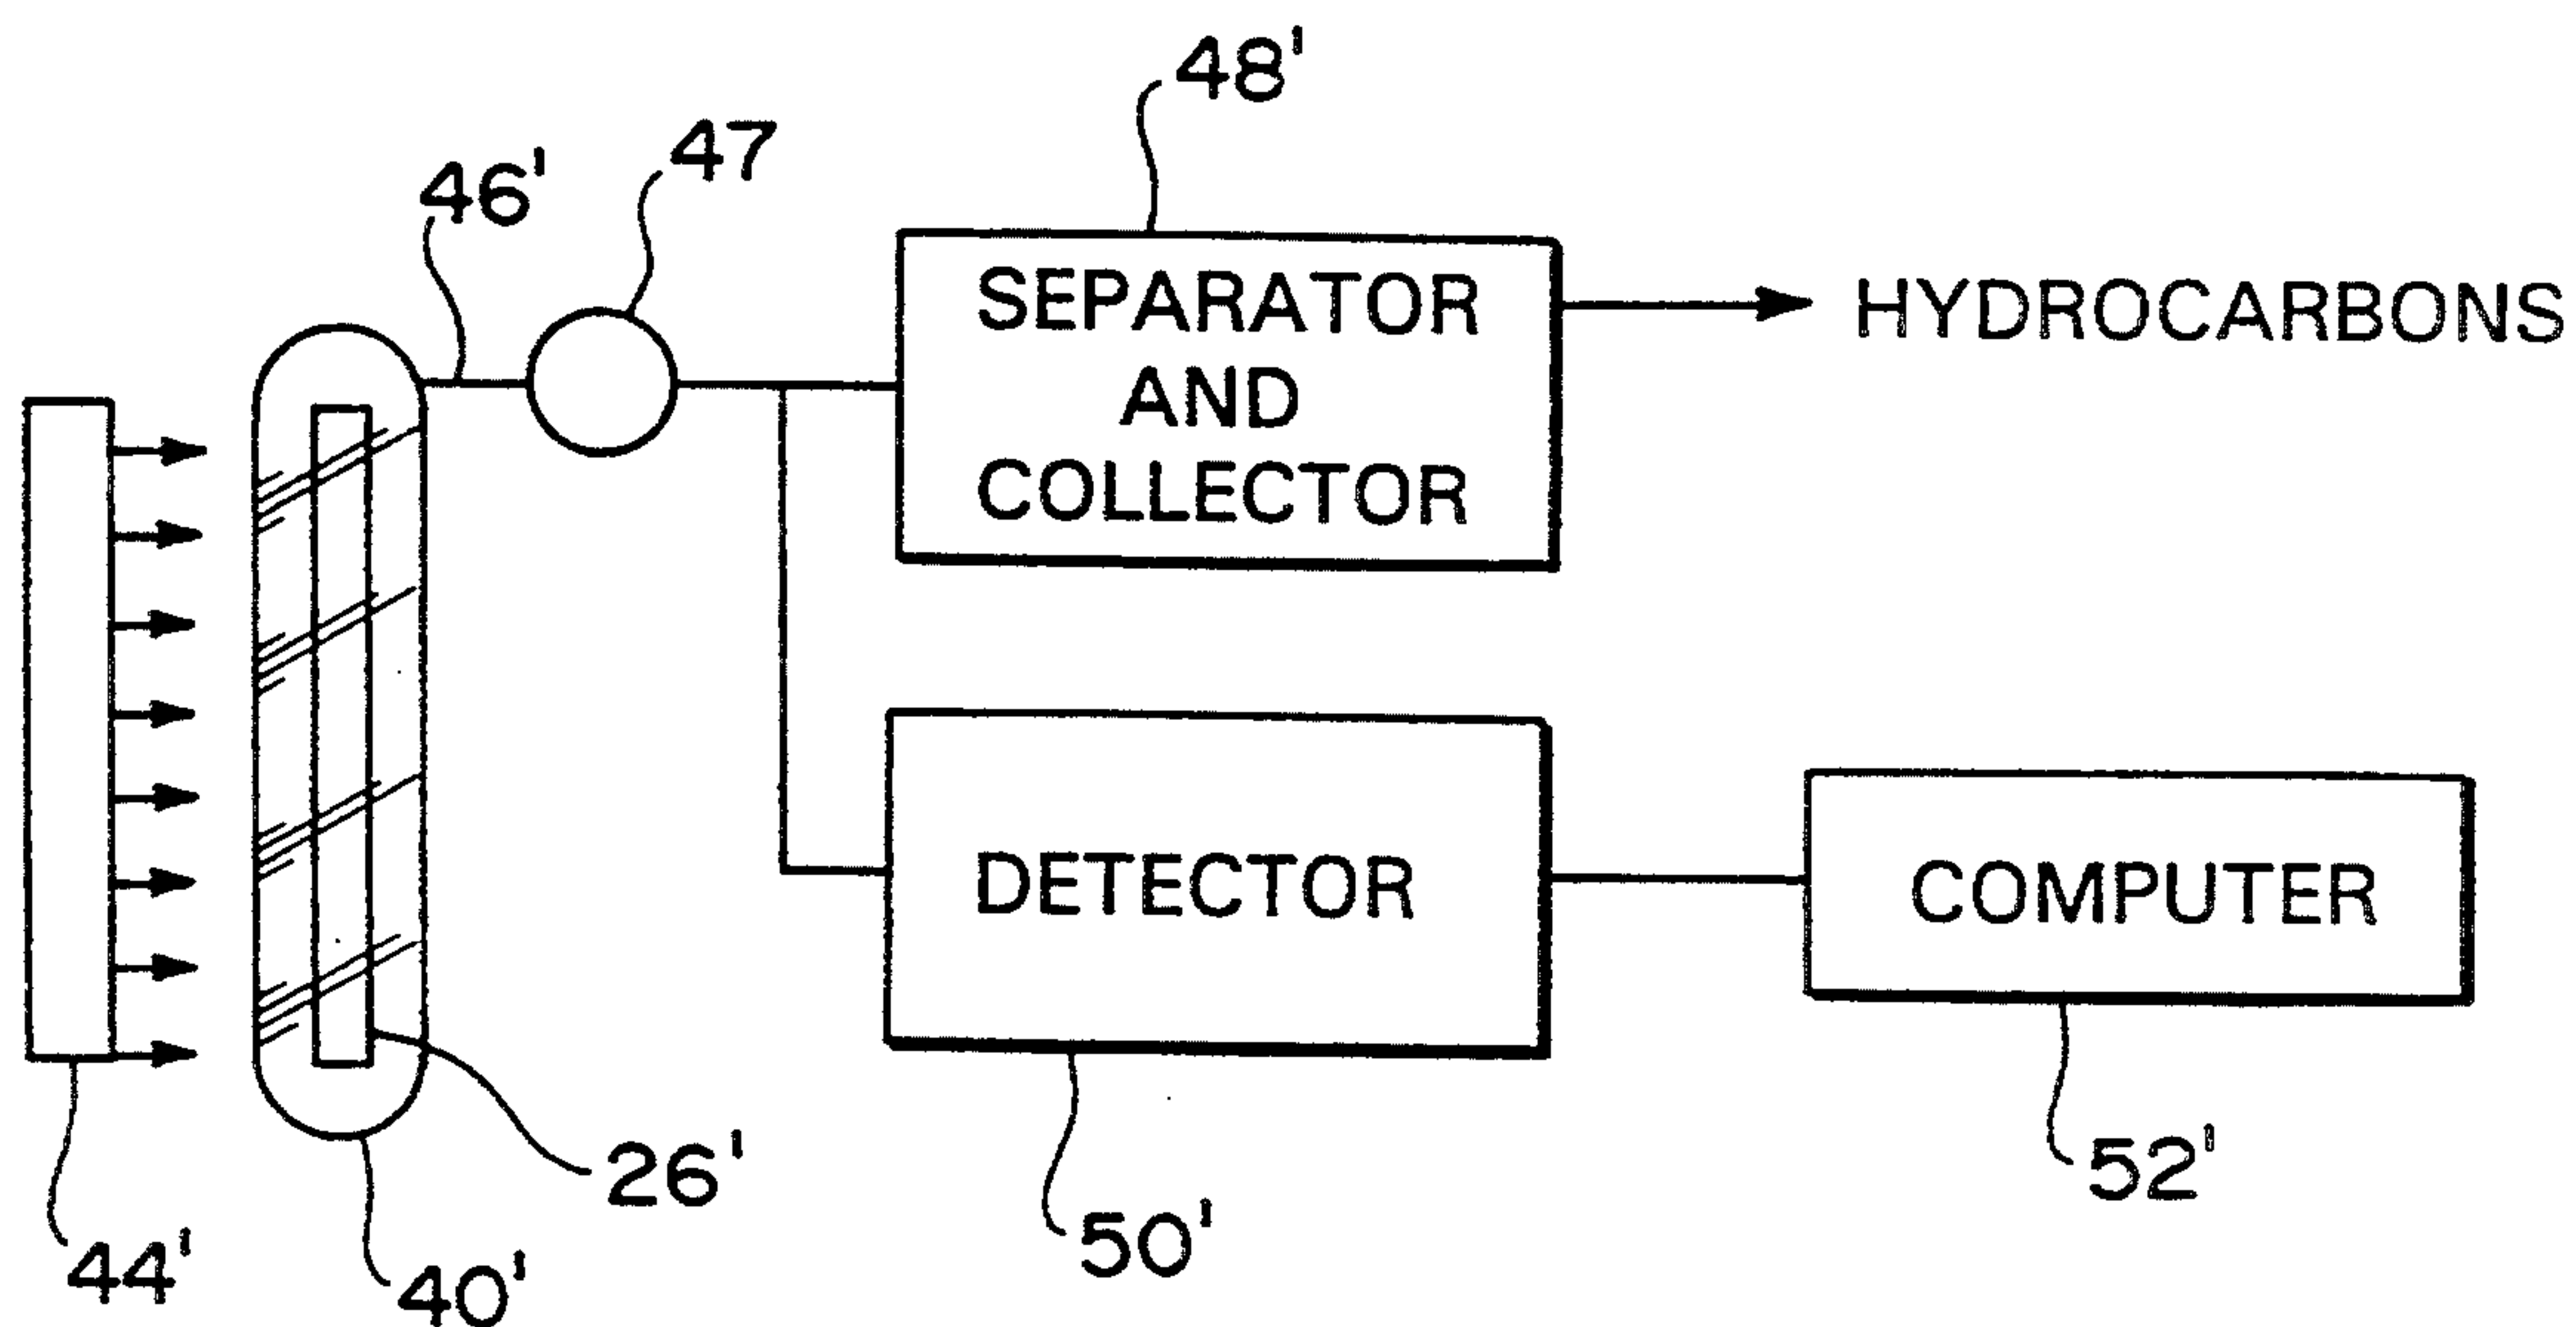 48'
47
46'
SEPARATOR
AND
COLLECTOR
HYDROCARBONS
DETECTOR
COMPUTER
26'
52'
50'
44'
40'